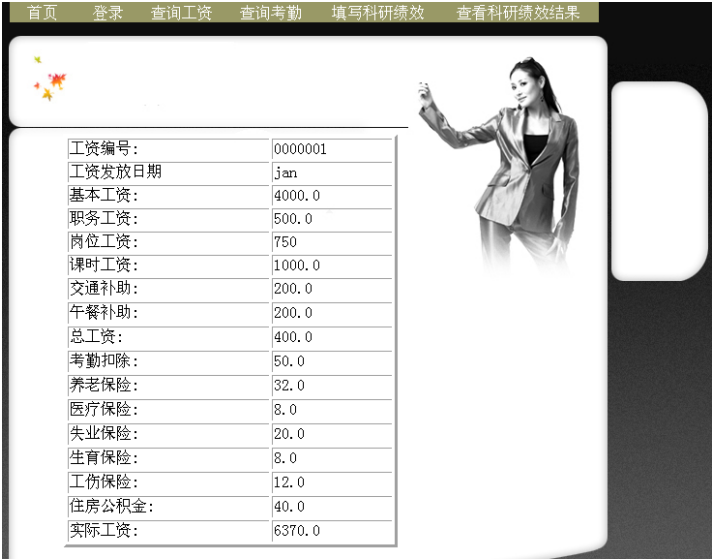 首页 登录 查询工资 查询考勤 填写科研绩效 查看科研绩效结果
工资编号: 0000001
工资发放日期 jan
基本工资: 4000.0
职务工资: 500.0
岗位工资: 750
课时工资: 1000.0
交通补助: 200.0
午餐补助: 200.0
总工资: 400.0
考勤扣除: 50.0
养老保险: 32.0
医疗保险: 8.0
失业保险: 20.0
生育保险: 8.0
工伤保险: 12.0
住房公积金: 40.0
实际工资: 6370.0